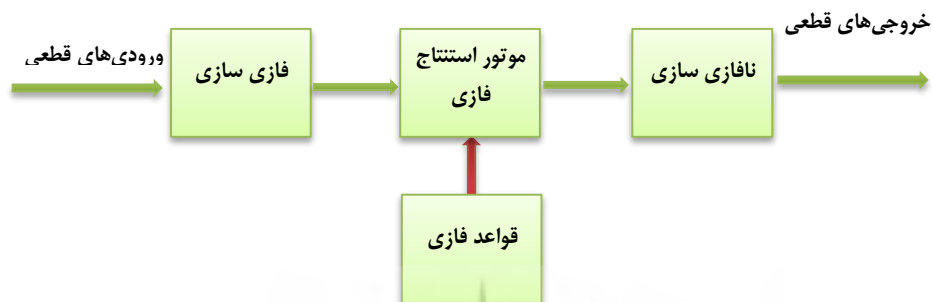 ورودی‌های قطعی
فازی سازی
موتور استنتاج
فازی
نافازی سازی
خروجی‌های قطعی
قواعد فازی